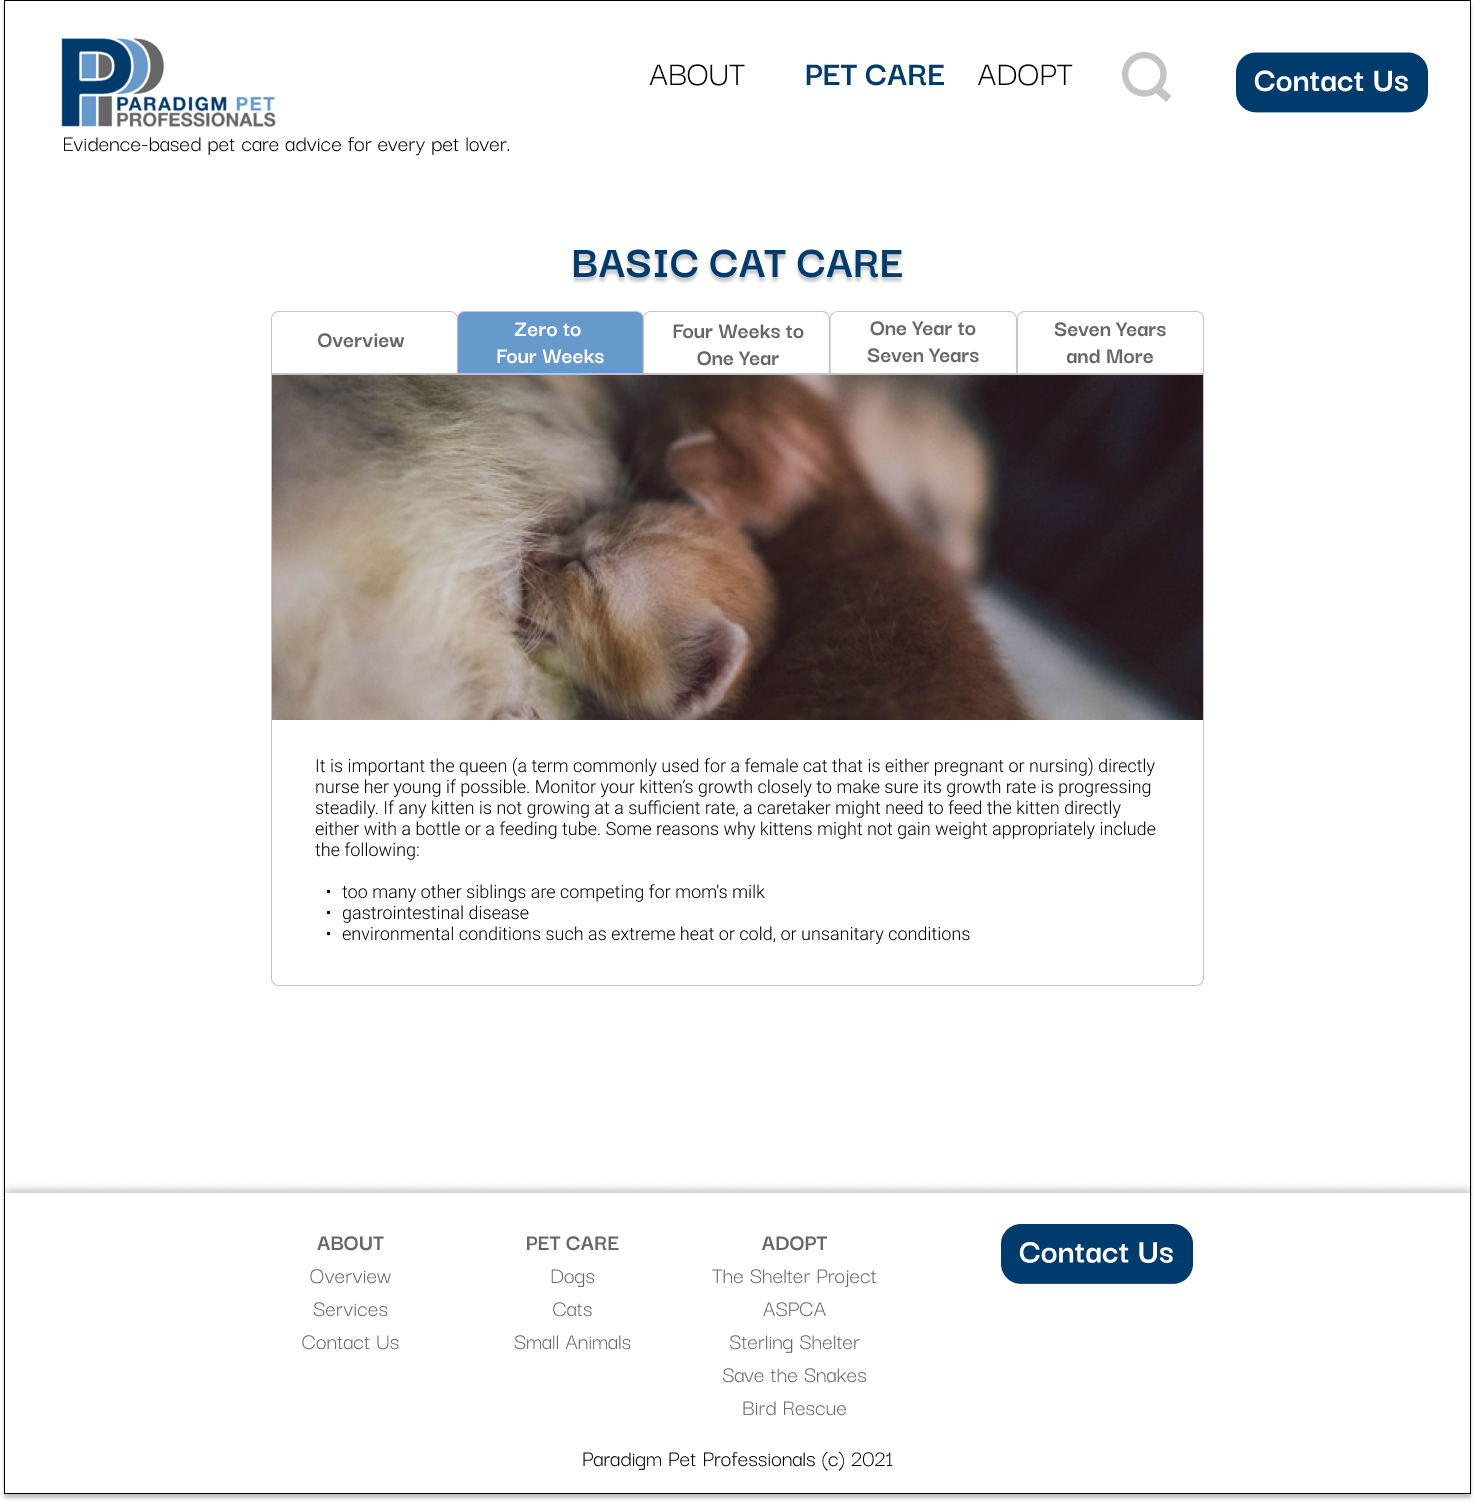 PARADIGM PET
PROFESSIONALS
Evidence-based pet care advice for every pet lover.
ABOUT PET CARE ADOPT Contact Us
BASIC CAT CARE
Overview
Zero to
Four Weeks
Four Weeks to
One Year
One Year to
Seven Years
Seven Years
and More
It is important the queen (a term commonly used for a female cat that is either pregnant or nursing) directly
nurse her young if possible. Monitor your kitten’s growth closely to make sure its growth rate is progressing
steadily. If any kitten is not growing at a sufficient rate, a caretaker might need to feed the kitten directly
either with a bottle or a feeding tube. Some reasons why kittens might not gain weight appropriately include
the following:
• too many other siblings are competing for mom's milk
• gastrointestinal disease
• environmental conditions such as extreme heat or cold, or unsanitary conditions
ABOUT
Overview
Services
Contact Us
PET CARE
Dogs
Cats
Small Animals
ADOPT
The Shelter Project
ASPCA
Sterling Shelter
Save the Snakes
Bird Rescue
Contact Us
Paradigm Pet Professionals (c) 2021